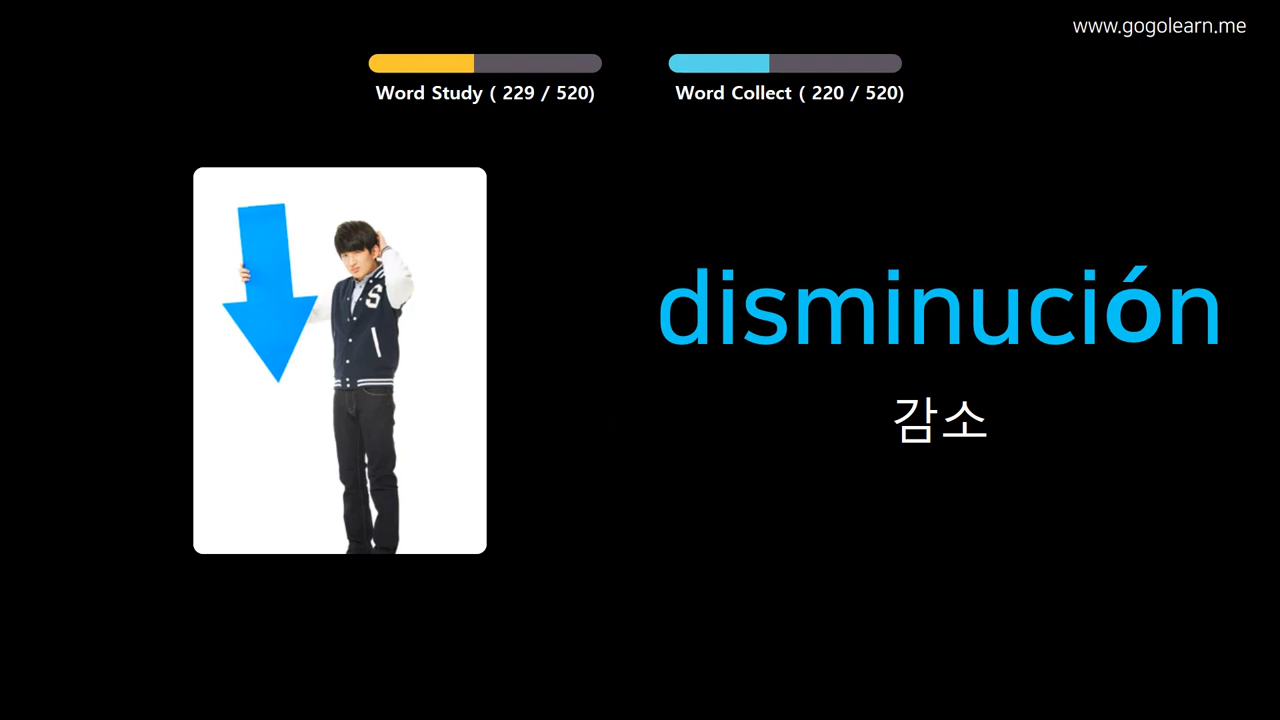 www.gogolearn.me
Word Study ( 229 / 520)
Word Collect ( 220 / 520)
S
disminución
감소